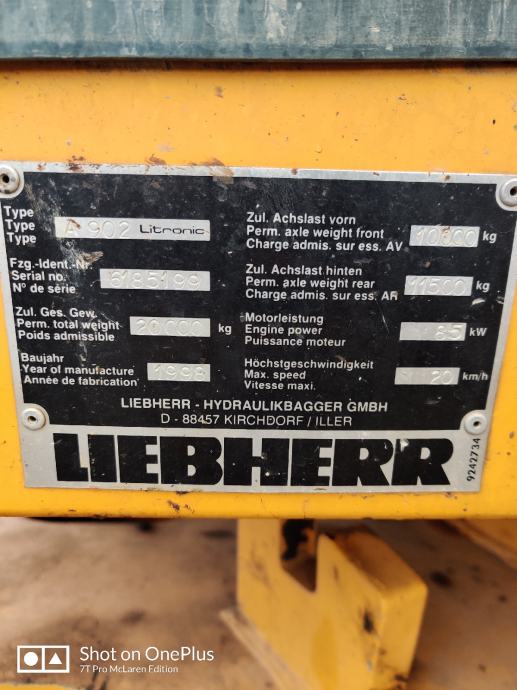 Type
Type A 902 Litronic
Type
Fzg.-Ident.-Nr.
Serial no. 6185199
N° de série
Zul. Ges. Gew.
Perm. total weight 20000 kg
Poids admissible
Baujahr
Year of manufacture 1998
Année de fabrication
Zul. Achslast vorn
Perm. axle weight front 10000 kg
Charge admis. sur ess. AV
Zul. Achslast hinten
Perm. axle weight rear 11500 kg
Charge admis. sur ess. AR
Motorleistung
Engine power 85 kW
Puissance moteur
Höchstgeschwindigkeit
Max. speed 20 km/h
Vitesse maxi.
LIEBHERR - HYDRAULIKBAGGER GMBH
D - 88457 KIRCHDORF / ILLER
LIEBHERR
9242734
Shot on OnePlus
7T Pro McLaren Edition